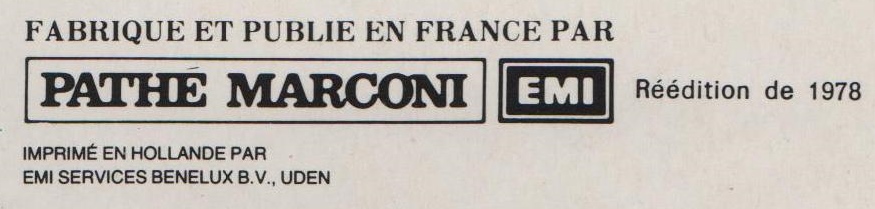 FABRIQUE ET PUBLIE EN FRANCE PAR
PATHÉ MARCONI EMI Réédition de 1978
IMPRIMÉ EN HOLLANDE PAR
EMI SERVICES BENELUX B.V., UDEN